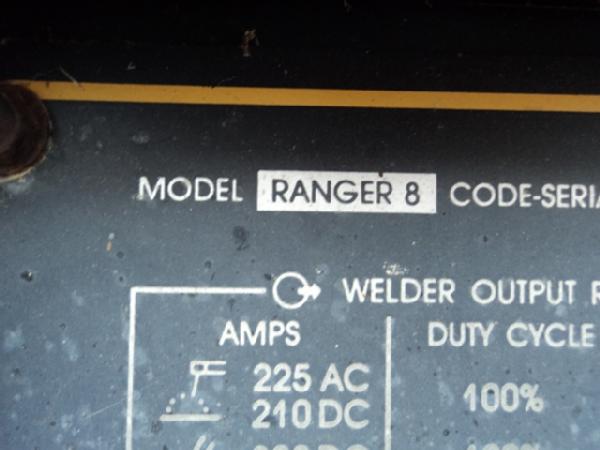 MODEL RANGER 8 CODE-SERIA
WELDER OUTPUT R
AMPS DUTY CYCLE
225 AC
210 DC 100%